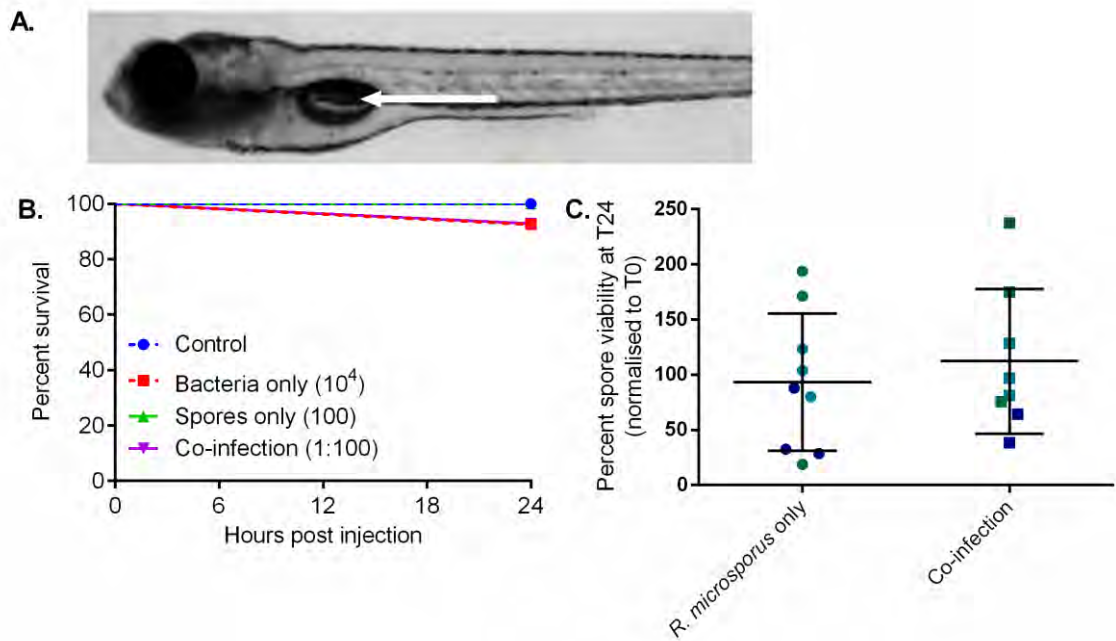 A.
B.
Percent survival
100
80
60
40
20
0
Control
Bacteria only (10⁴)
Spores only (100)
Co-infection (1:100)
0 6 12 18 24
Hours post injection
C.
Percent spore viability at T24
(normalised to T0)
250
200
150
100
50
0
R. microsporus only
Co-infection